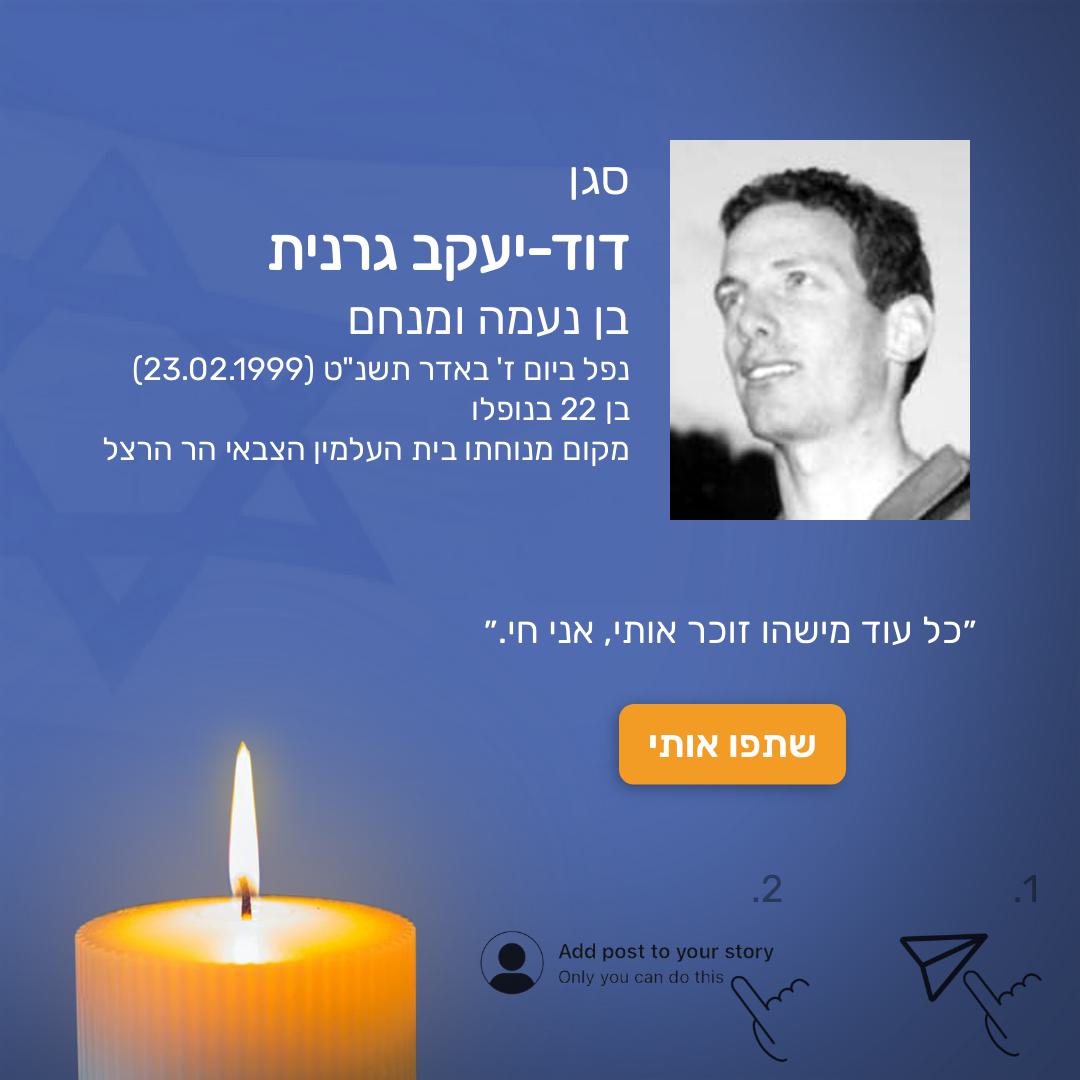 סגן
דוד-יעקב גרנית
בן נעמה ומנחם
נפל ביום ז' באדר תשנ"ט (23.02.1999)
בן 22 בנופלו
מקום מנוחתו בית העלמין הצבאי הר הרצל
״כל עוד מישהו זוכר אותי, אני חי.״
שתפו אותי
.1
.2
Add post to your story
Only you can do this